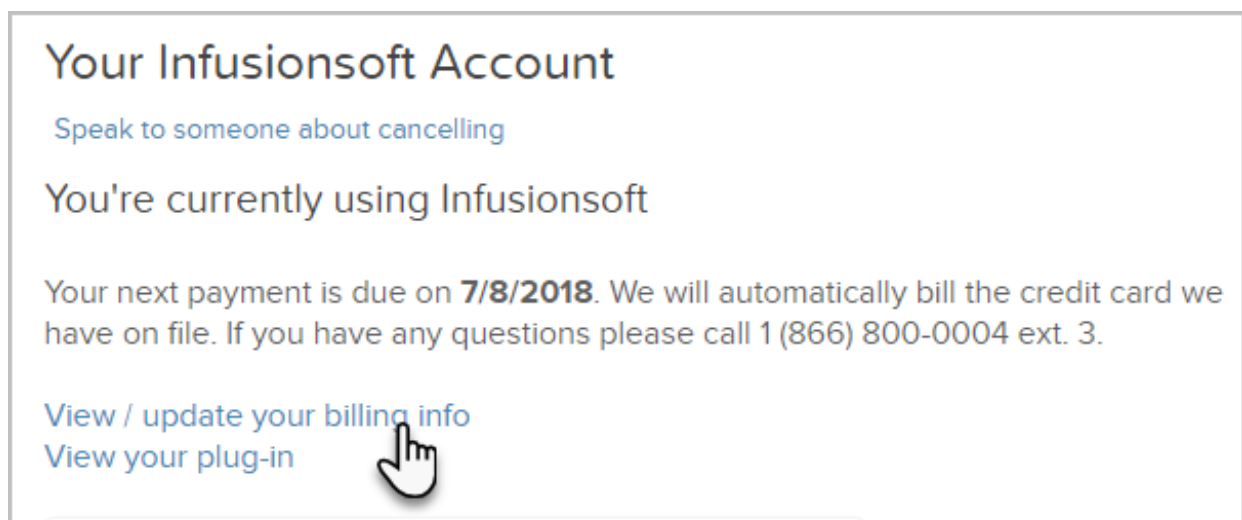 Your Infusionsoft Account
Speak to someone about cancelling
You're currently using Infusionsoft
Your next payment is due on 7/8/2018. We will automatically bill the credit card we
have on file. If you have any questions please call 1 (866) 800-0004 ext. 3.
View / update your billing info
View your plug-in